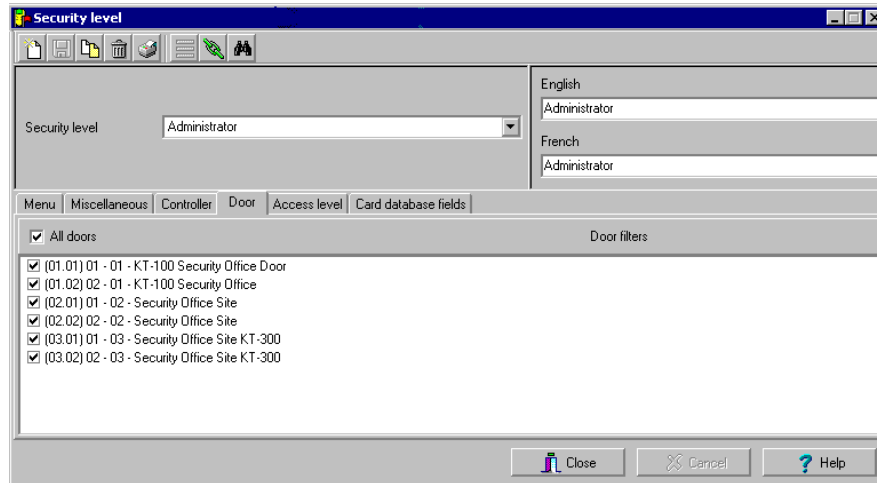 Security level
English
Administrator
Security level
Administrator
French
Administrator
Menu Miscellaneous Controller Door Access level Card database fields
All doors Door filters
(01.01) 01 - 01 - KT-100 Security Office Door
(01.02) 02 - 01 - KT-100 Security Office
(02.01) 01 - 02 - Security Office Site
(02.02) 02 - 02 - Security Office Site
(03.01) 01 - 03 - Security Office Site KT-300
(03.02) 02 - 03 - Security Office Site KT-300
Close Cancel Help